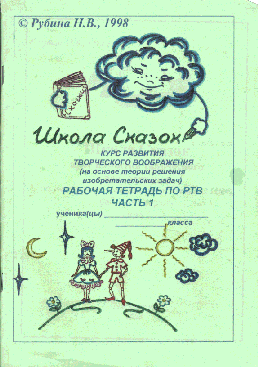 © Рубина Н.В., 1998
Сказок
Школа Сказок
КУРС РАЗВИТИЯ
ТВОРЧЕСКОГО ВООБРАЖЕНИЯ
(на основе теории решения
изобретательских задач)
РАБОЧАЯ ТЕТРАДЬ ПО РТВ
ЧАСТЬ 1
ученика(цы)
класса